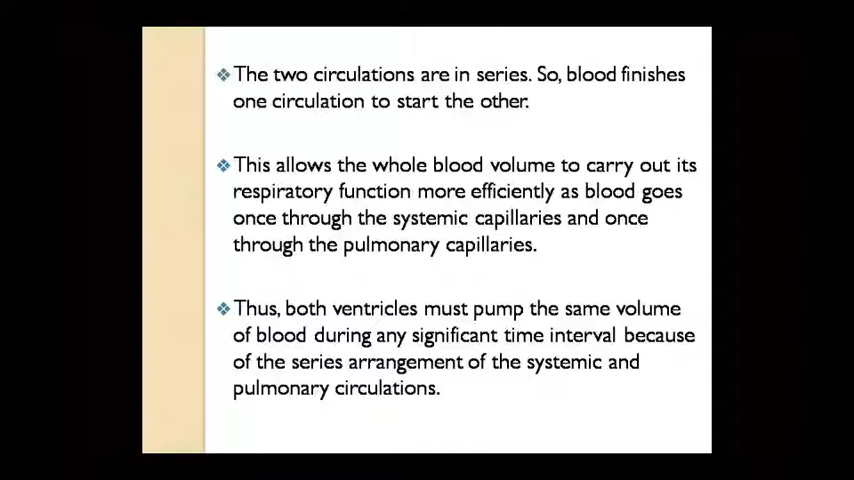 ❖The two circulations are in series. So, blood finishes
one circulation to start the other.
❖This allows the whole blood volume to carry out its
respiratory function more efficiently as blood goes
once through the systemic capillaries and once
through the pulmonary capillaries.
❖Thus, both ventricles must pump the same volume
of blood during any significant time interval because
of the series arrangement of the systemic and
pulmonary circulations.